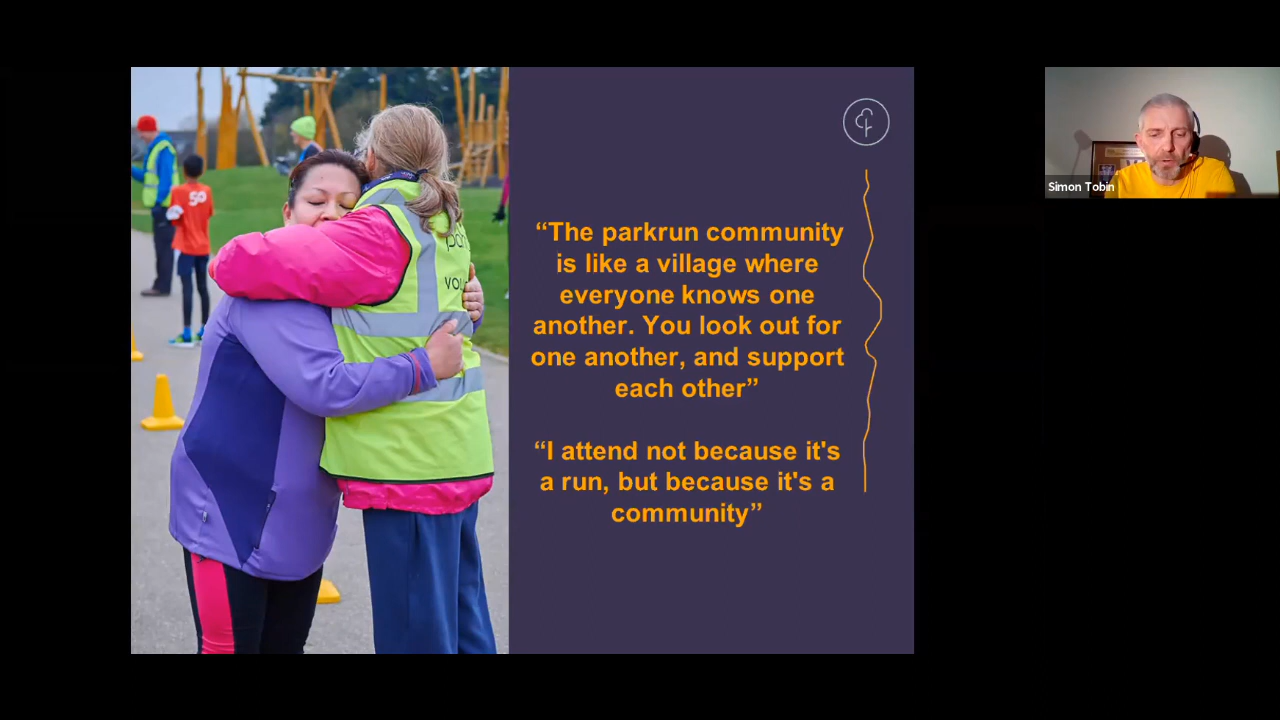 “The parkrun community
is like a village where
everyone knows one
another. You look out for
one another, and support
each other”
“I attend not because it's
a run, but because it's a
community”
Simon Tobin
50